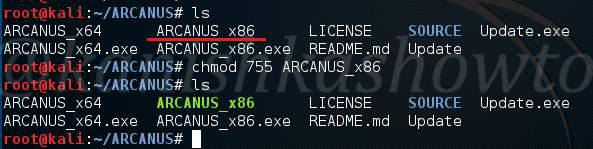 root@kali:~/ARCANUS# ls
ARCANUS_x64 ARCANUS_x86 LICENSE SOURCE Update.exe
ARCANUS_x64.exe ARCANUS_x86.exe README.md Update
root@kali:~/ARCANUS# chmod 755 ARCANUS_x86
root@kali:~/ARCANUS# ls
ARCANUS_x64 ARCANUS_x86 LICENSE SOURCE Update.exe
ARCANUS_x64.exe ARCANUS_x86.exe README.md Update
root@kali:~/ARCANUS#